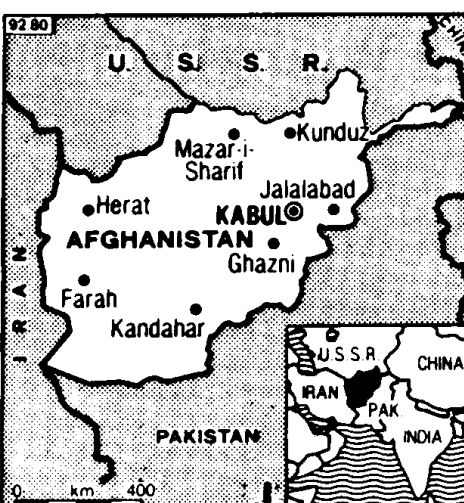 92 80
CHINA
U. S. S. R.
Kunduz
Mazar-i-
Sharif
Jalalabad
Herat
KABUL
AFGHANISTAN
Ghazni
Farah
Kandahar
IRAN
U.S.S.R.
CHINA
IRAN
PAK.
INDIA
PAKISTAN
0 km 400